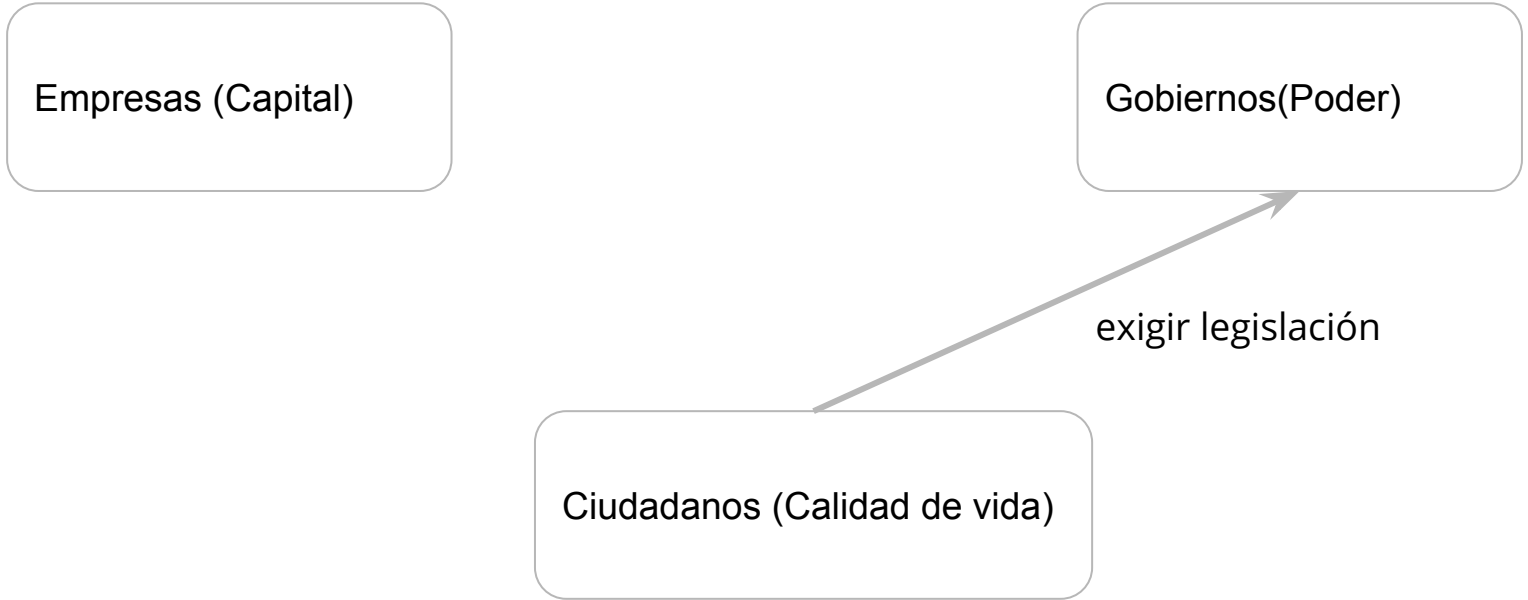 Empresas (Capital)
Gobiernos(Poder)
exigir legislación
Ciudadanos (Calidad de vida)